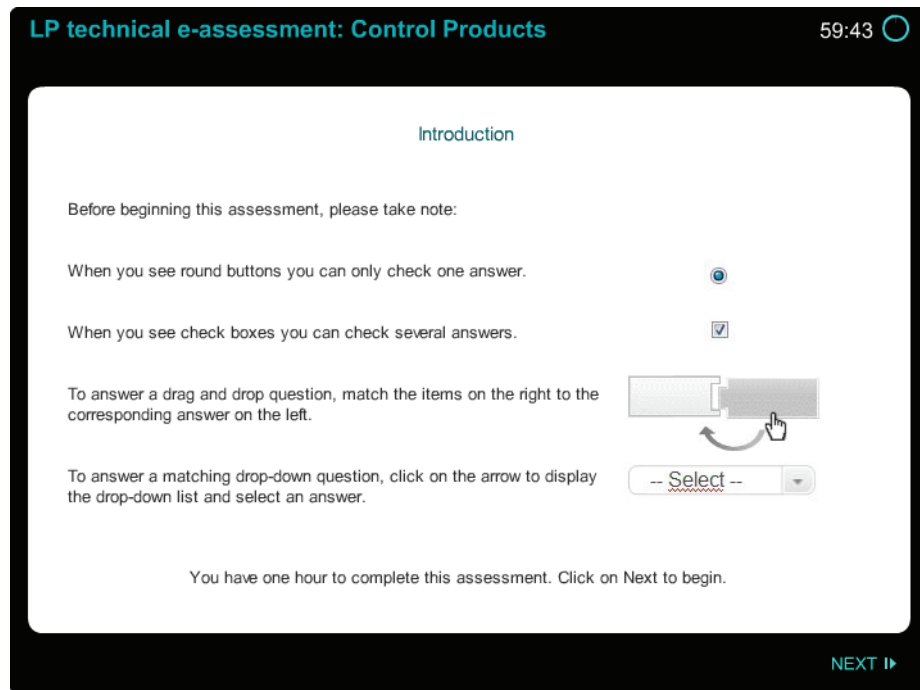 LP technical e-assessment: Control Products
59:43
Introduction
Before beginning this assessment, please take note:
When you see round buttons you can only check one answer.
When you see check boxes you can check several answers.
To answer a drag and drop question, match the items on the right to the
corresponding answer on the left.
To answer a matching drop-down question, click on the arrow to display
the drop-down list and select an answer.
-- Select --
You have one hour to complete this assessment. Click on Next to begin.
NEXT